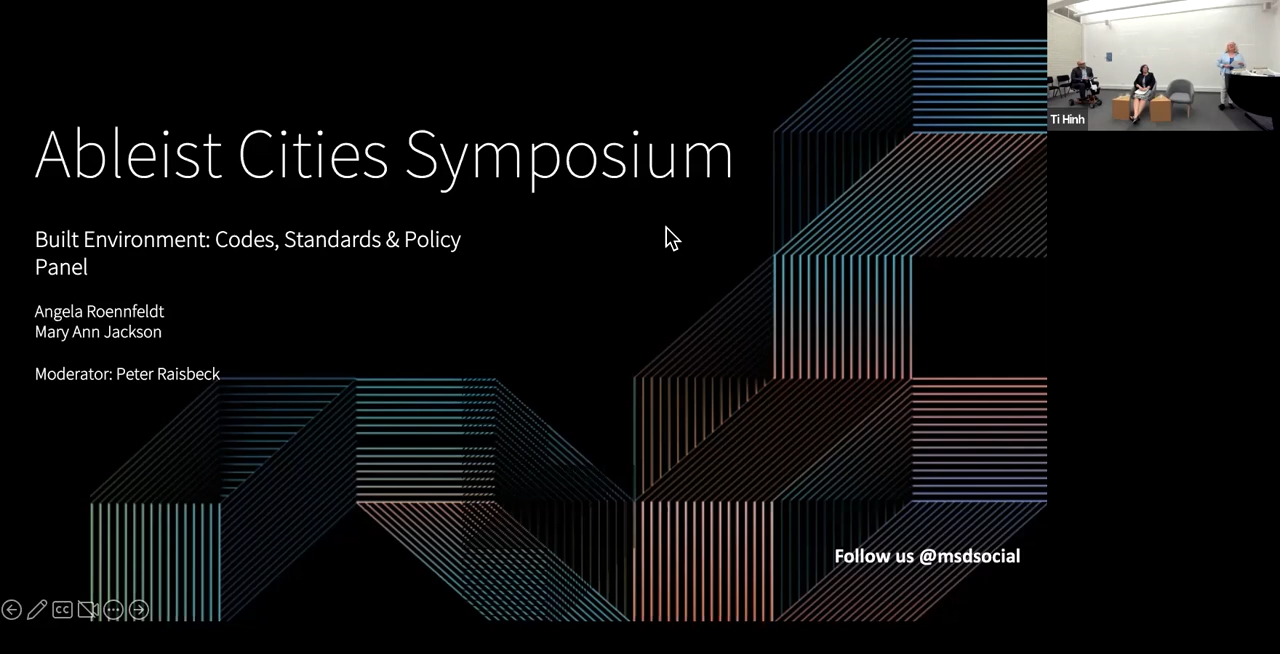 Ableist Cities Symposium
Built Environment: Codes, Standards & Policy
Panel
Angela Roennfeldt
Mary Ann Jackson
Moderator: Peter Raisbeck
Follow us @msdsocial
Ti Hinh
CC